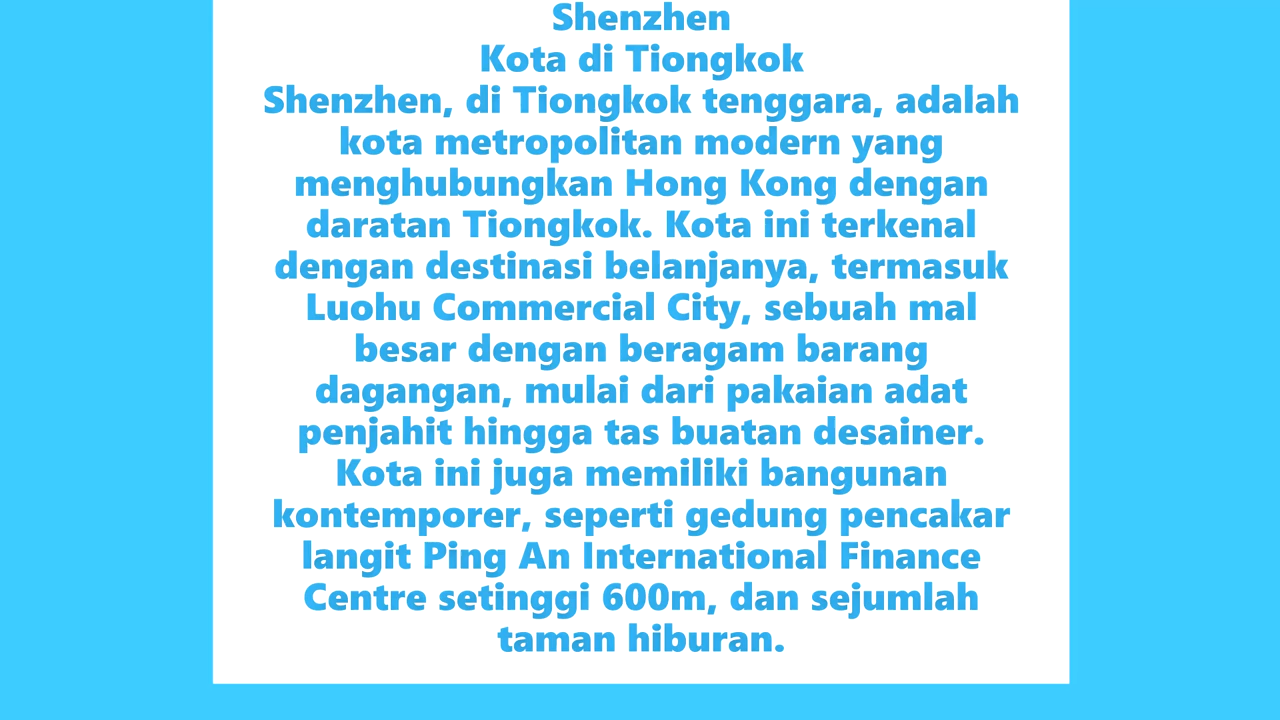 Shenzhen
Kota di Tiongkok
Shenzhen, di Tiongkok tenggara, adalah
kota metropolitan modern yang
menghubungkan Hong Kong dengan
daratan Tiongkok. Kota ini terkenal
dengan destinasi belanjanya, termasuk
Luohu Commercial City, sebuah mal
besar dengan beragam barang
dagangan, mulai dari pakaian adat
penjahit hingga tas buatan desainer.
Kota ini juga memiliki bangunan
kontemporer, seperti gedung pencakar
langit Ping An International Finance
Centre setinggi 600m, dan sejumlah
taman hiburan.